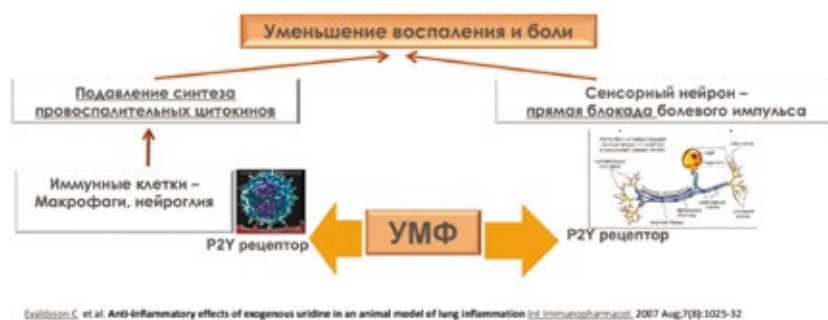 Уменьшение воспаления и боли
Подавление синтеза
провоспалительных цитокинов
Сенсорный нейрон –
прямая блокада болевого импульса
Иммунные клетки –
Макрофаги, нейроглия
УМФ
P2Y рецептор
P2Y рецептор
Evaldsson C et al. Anti-inflammatory effects of exogenous uridine in an animal model of lung inflammation Int Immunopharmacol. 2007 Aug;7(8):1025-32